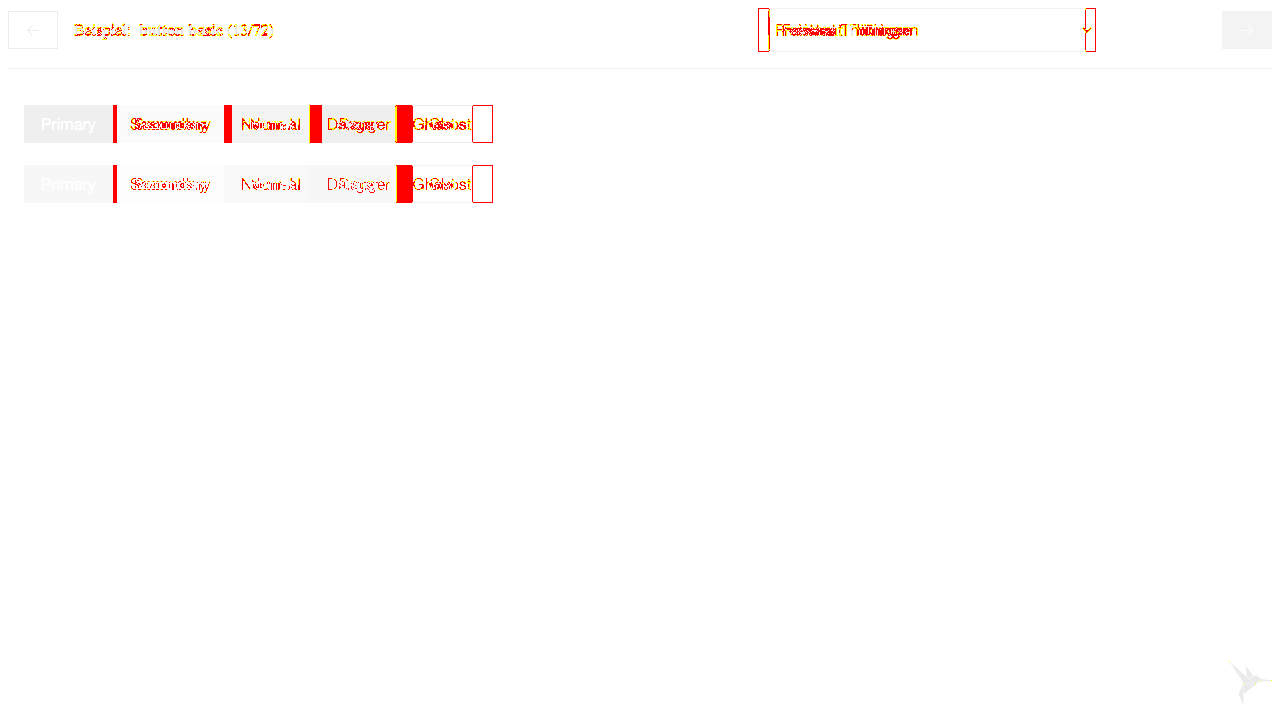 ← Beispiel: button-basic (13/72) →
Primary Secondary Normal Danger Ghost
Primary Secondary Normal Danger Ghost